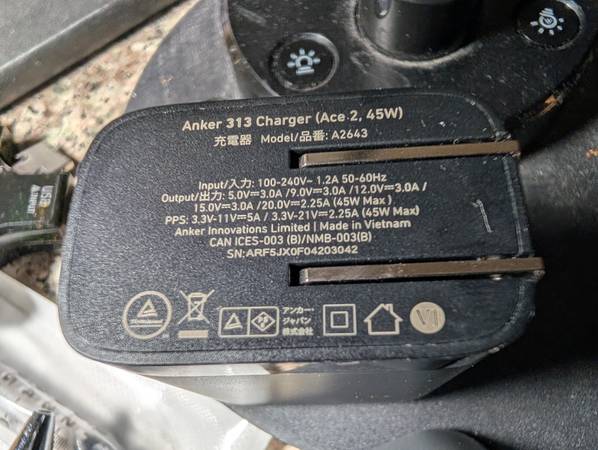 Anker 313 Charger (Ace 2, 45W)
充電器 Model/品番: A2643
Input/入力: 100-240V~ 1.2A 50-60Hz
Output/出力: 5.0V⎓3.0A /9.0V⎓3.0A /12.0V⎓3.0A /
15.0V⎓3.0A /20.0V⎓2.25A (45W Max )
PPS: 3.3V-11V⎓5A / 3.3V-21V⎓2.25A (45W MAX)
Anker Innovations Limited | Made in Vietnam
CAN ICES-003 (B)/NMB-003(B)
SN:ARF5JX0F04203042
アンカー・
ジャパン
株式会社
VI